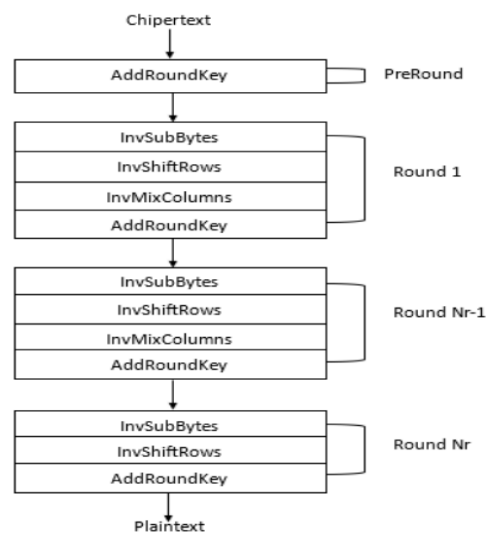 Chipertext
AddRoundKey
PreRound
InvSubBytes
InvShiftRows
Round 1
InvMixColumns
AddRoundKey
InvSubBytes
InvShiftRows
Round Nr-1
InvMixColumns
AddRoundKey
InvSubBytes
Round Nr
InvShiftRows
AddRoundKey
Plaintext